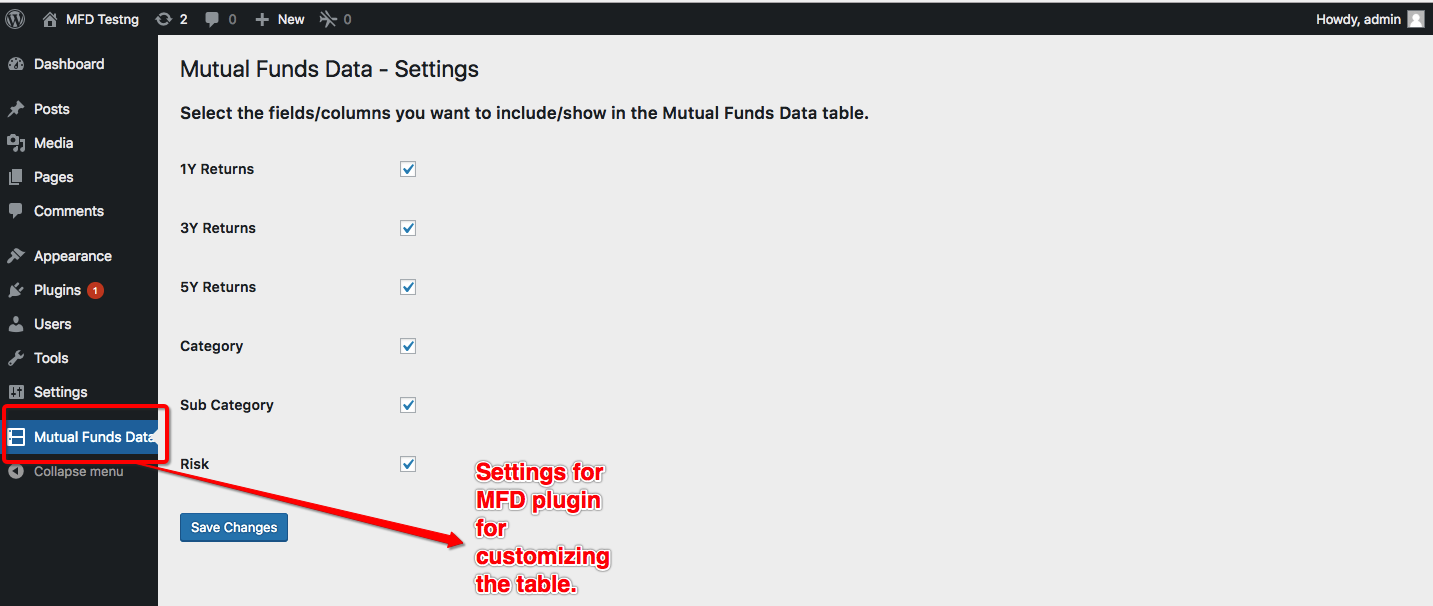 MFD Testng 2 0 New 0 Howdy, admin
Dashboard
Posts
Media
Pages
Comments
Appearance
Plugins 1
Users
Tools
Settings
Mutual Funds Data
Collapse menu
Mutual Funds Data - Settings
Select the fields/columns you want to include/show in the Mutual Funds Data table.
1Y Returns
3Y Returns
5Y Returns
Category
Sub Category
Risk
Save Changes
Settings for
MFD plugin
for
customizing
the table.